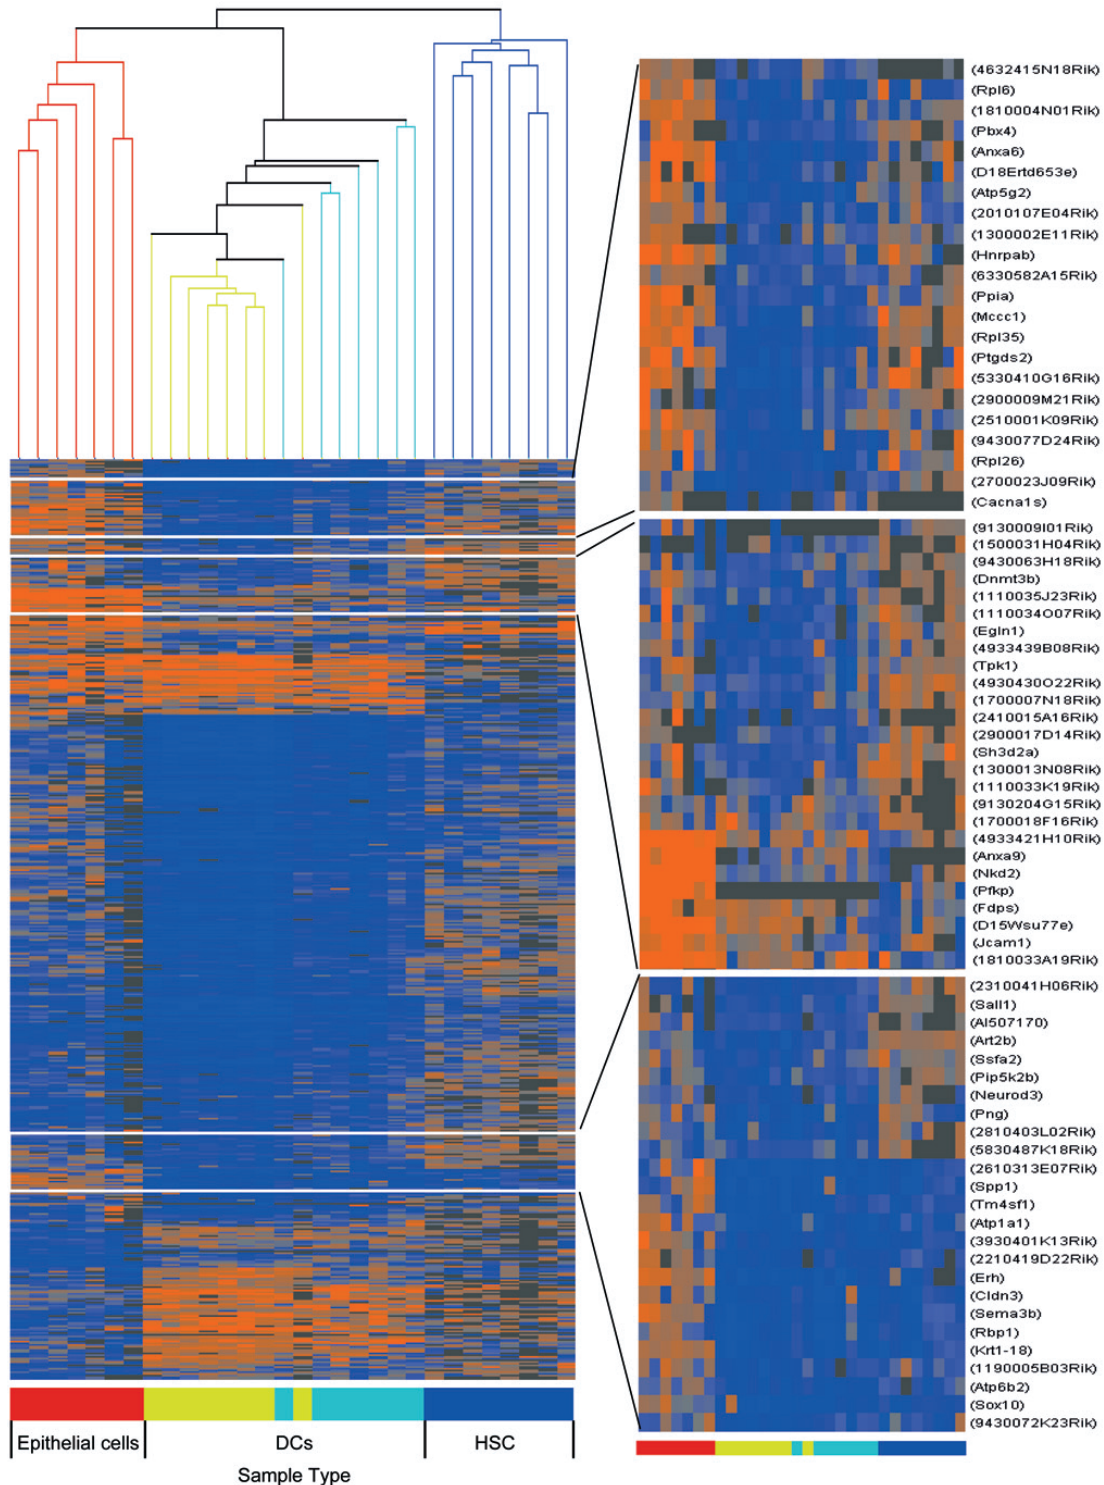 (4632415N18Rik)
(Rpl6)
(1810004N01Rik)
(Pbx4)
(Anxa6)
(D18Ertd653e)
(Atp5g2)
(2010107E04Rik)
(1300002E11Rik)
(Hnrpab)
(6330582A15Rik)
(Ppia)
(Mccc1)
(Rpl35)
(Ptgds2)
(5330410G16Rik)
(2900009M21Rik)
(2510001K09Rik)
(9430077D24Rik)
(Rpl26)
(2700023J09Rik)
(Cacna1s)
(9130009I01Rik)
(1500031H04Rik)
(9430063H18Rik)
(Dnmt3b)
(1110035J23Rik)
(1110034O07Rik)
(Egln1)
(4933439B08Rik)
(Tpk1)
(4930430O22Rik)
(1700007N18Rik)
(2410015A16Rik)
(2900017D14Rik)
(Sh3d2a)
(1300013N08Rik)
(1110033K19Rik)
(9130204G15Rik)
(1700018F16Rik)
(4933421H10Rik)
(Anxa9)
(Nkd2)
(Pfkp)
(Fdps)
(D15Wsu77e)
(Jcam1)
(1810033A19Rik)
(2310041H06Rik)
(Sall1)
(AI507170)
(Art2b)
(Ssfa2)
(Pip5k2b)
(Neurod3)
(Png)
(2810403L02Rik)
(5830487K18Rik)
(2610313E07Rik)
(Spp1)
(Tm4sf1)
(Atp1a1)
(3930401K13Rik)
(2210419D22Rik)
(Erh)
(Cldn3)
(Sema3b)
(Rbp1)
(Krt1-18)
(1190005B03Rik)
(Atp6b2)
(Sox10)
(9430072K23Rik)
Epithelial cells DCs HSC
Sample Type